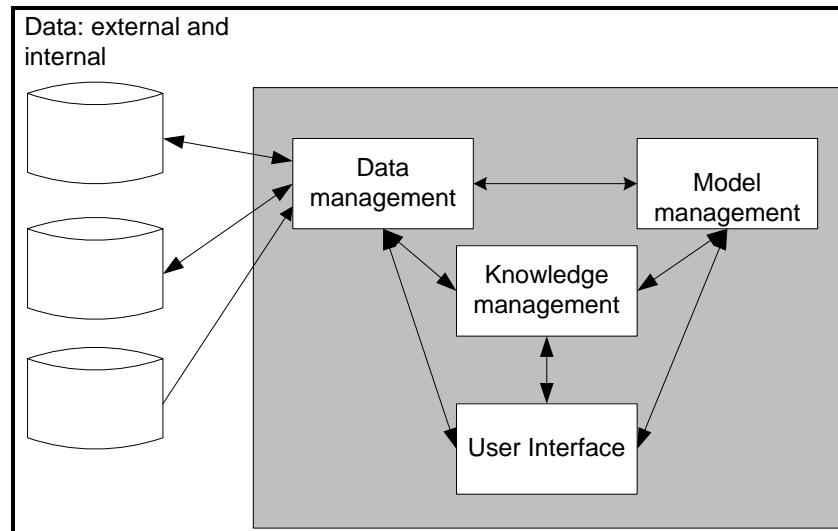 Data: external and
internal
Data
management
Model
management
Knowledge
management
User Interface